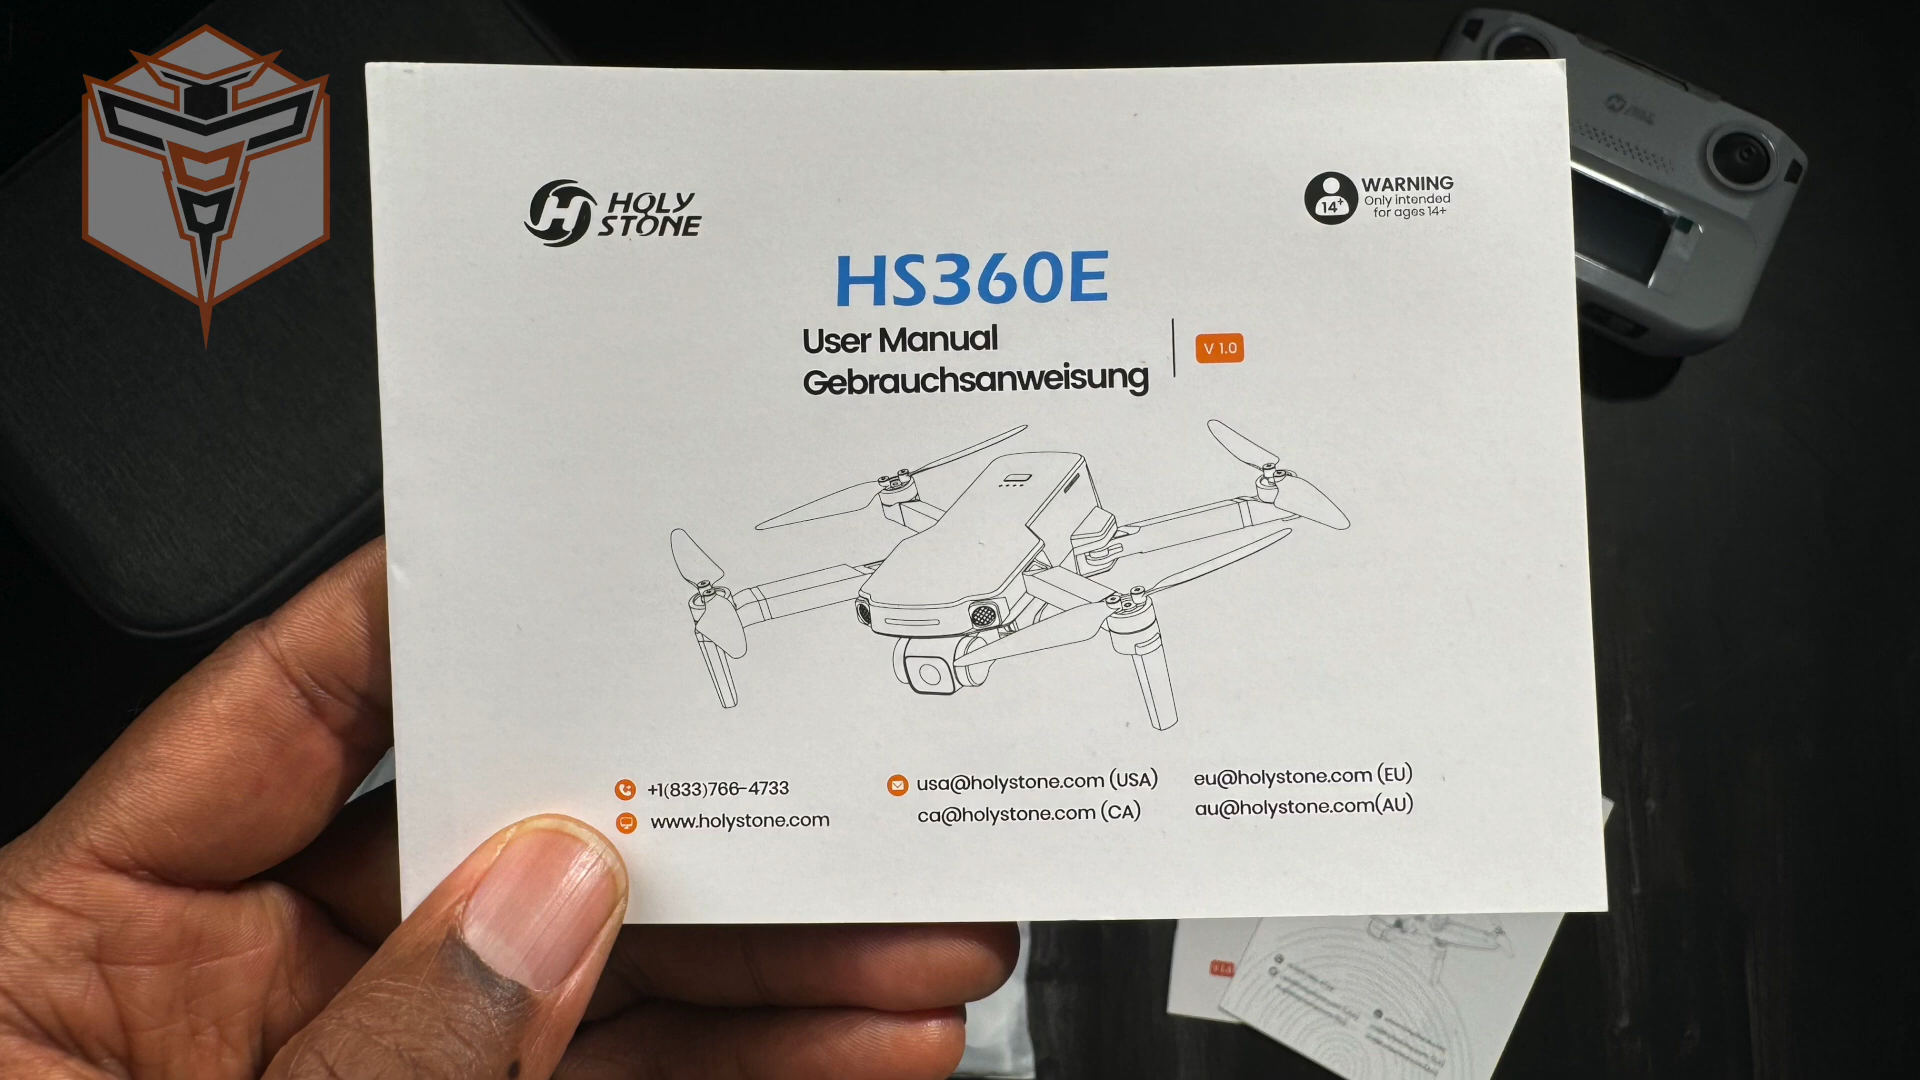 HOLY
STONE
14+
WARNING
Only intended
for ages 14+
HS360E
User Manual
Gebrauchsanweisung
V 1.0
+1(833)766-4733
www.holystone.com
usa@holystone.com (USA)
ca@holystone.com (CA)
eu@holystone.com (EU)
au@holystone.com(AU)